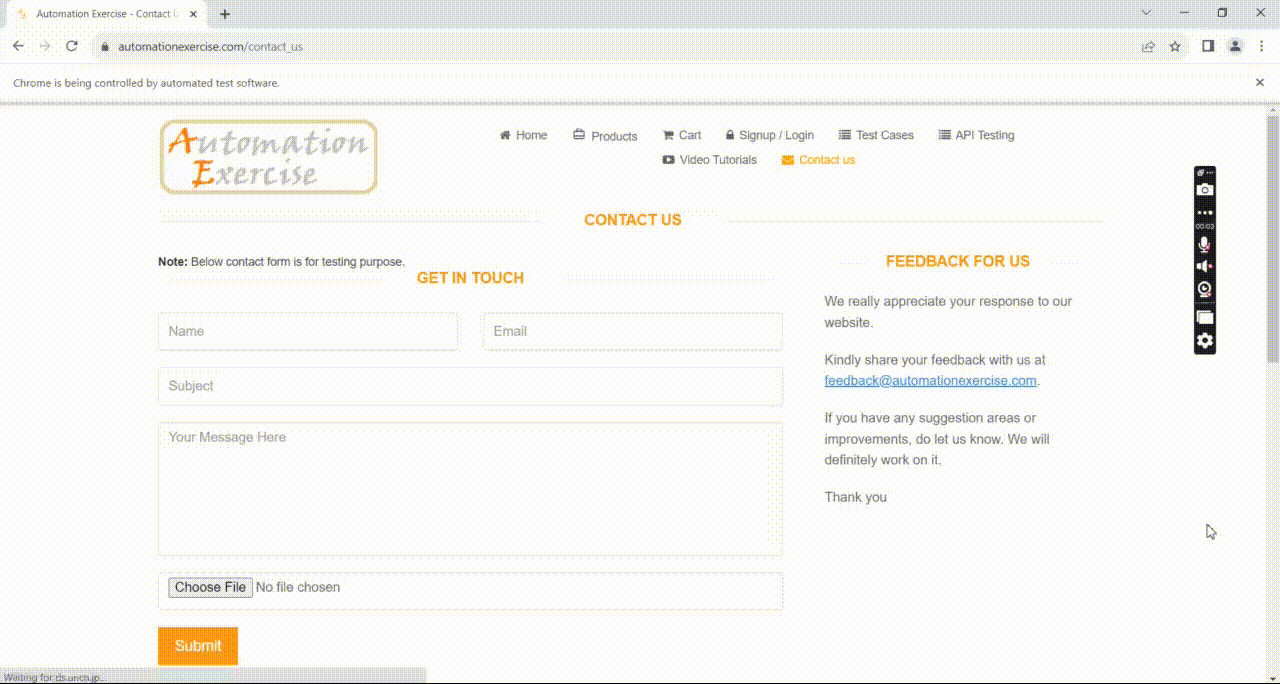 Automation Exercise - Contact U
automationexercise.com/contact_us
Chrome is being controlled by automated test software.
Automation
Exercise
Home
Products
Cart
Signup / Login
Test Cases
API Testing
Video Tutorials
Contact us
00:03
CONTACT US
Note: Below contact form is for testing purpose.
GET IN TOUCH
Name
Email
Subject
Your Message Here
Choose File No file chosen
Submit
FEEDBACK FOR US
We really appreciate your response to our
website.
Kindly share your feedback with us at
feedback@automationexercise.com.
If you have any suggestion areas or
improvements, do let us know. We will
definitely work on it.
Thank you
Waiting for